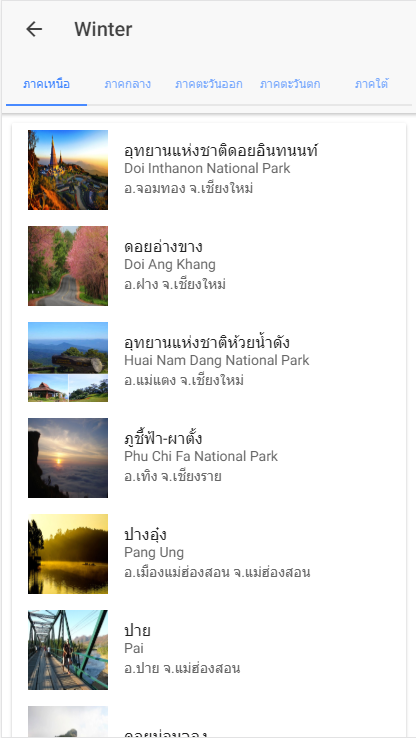 Winter
ภาคเหนือ ภาคกลาง ภาคตะวันออก ภาคตะวันตก ภาคใต้
อุทยานแห่งชาติดอยอินทนนท์
Doi Inthanon National Park
อ.จอมทอง จ.เชียงใหม่
ดอยอ่างขาง
Doi Ang Khang
อ.ฝาง จ.เชียงใหม่
อุทยานแห่งชาติห้วยน้ำดัง
Huai Nam Dang National Park
อ.แม่แตง จ.เชียงใหม่
ภูชี้ฟ้า-ผาตั้ง
Phu Chi Fa National Park
อ.เทิง จ.เชียงราย
ปางอุ๋ง
Pang Ung
อ.เมืองแม่ฮ่องสอน จ.แม่ฮ่องสอน
ปาย
Pai
อ.ปาย จ.แม่ฮ่องสอน